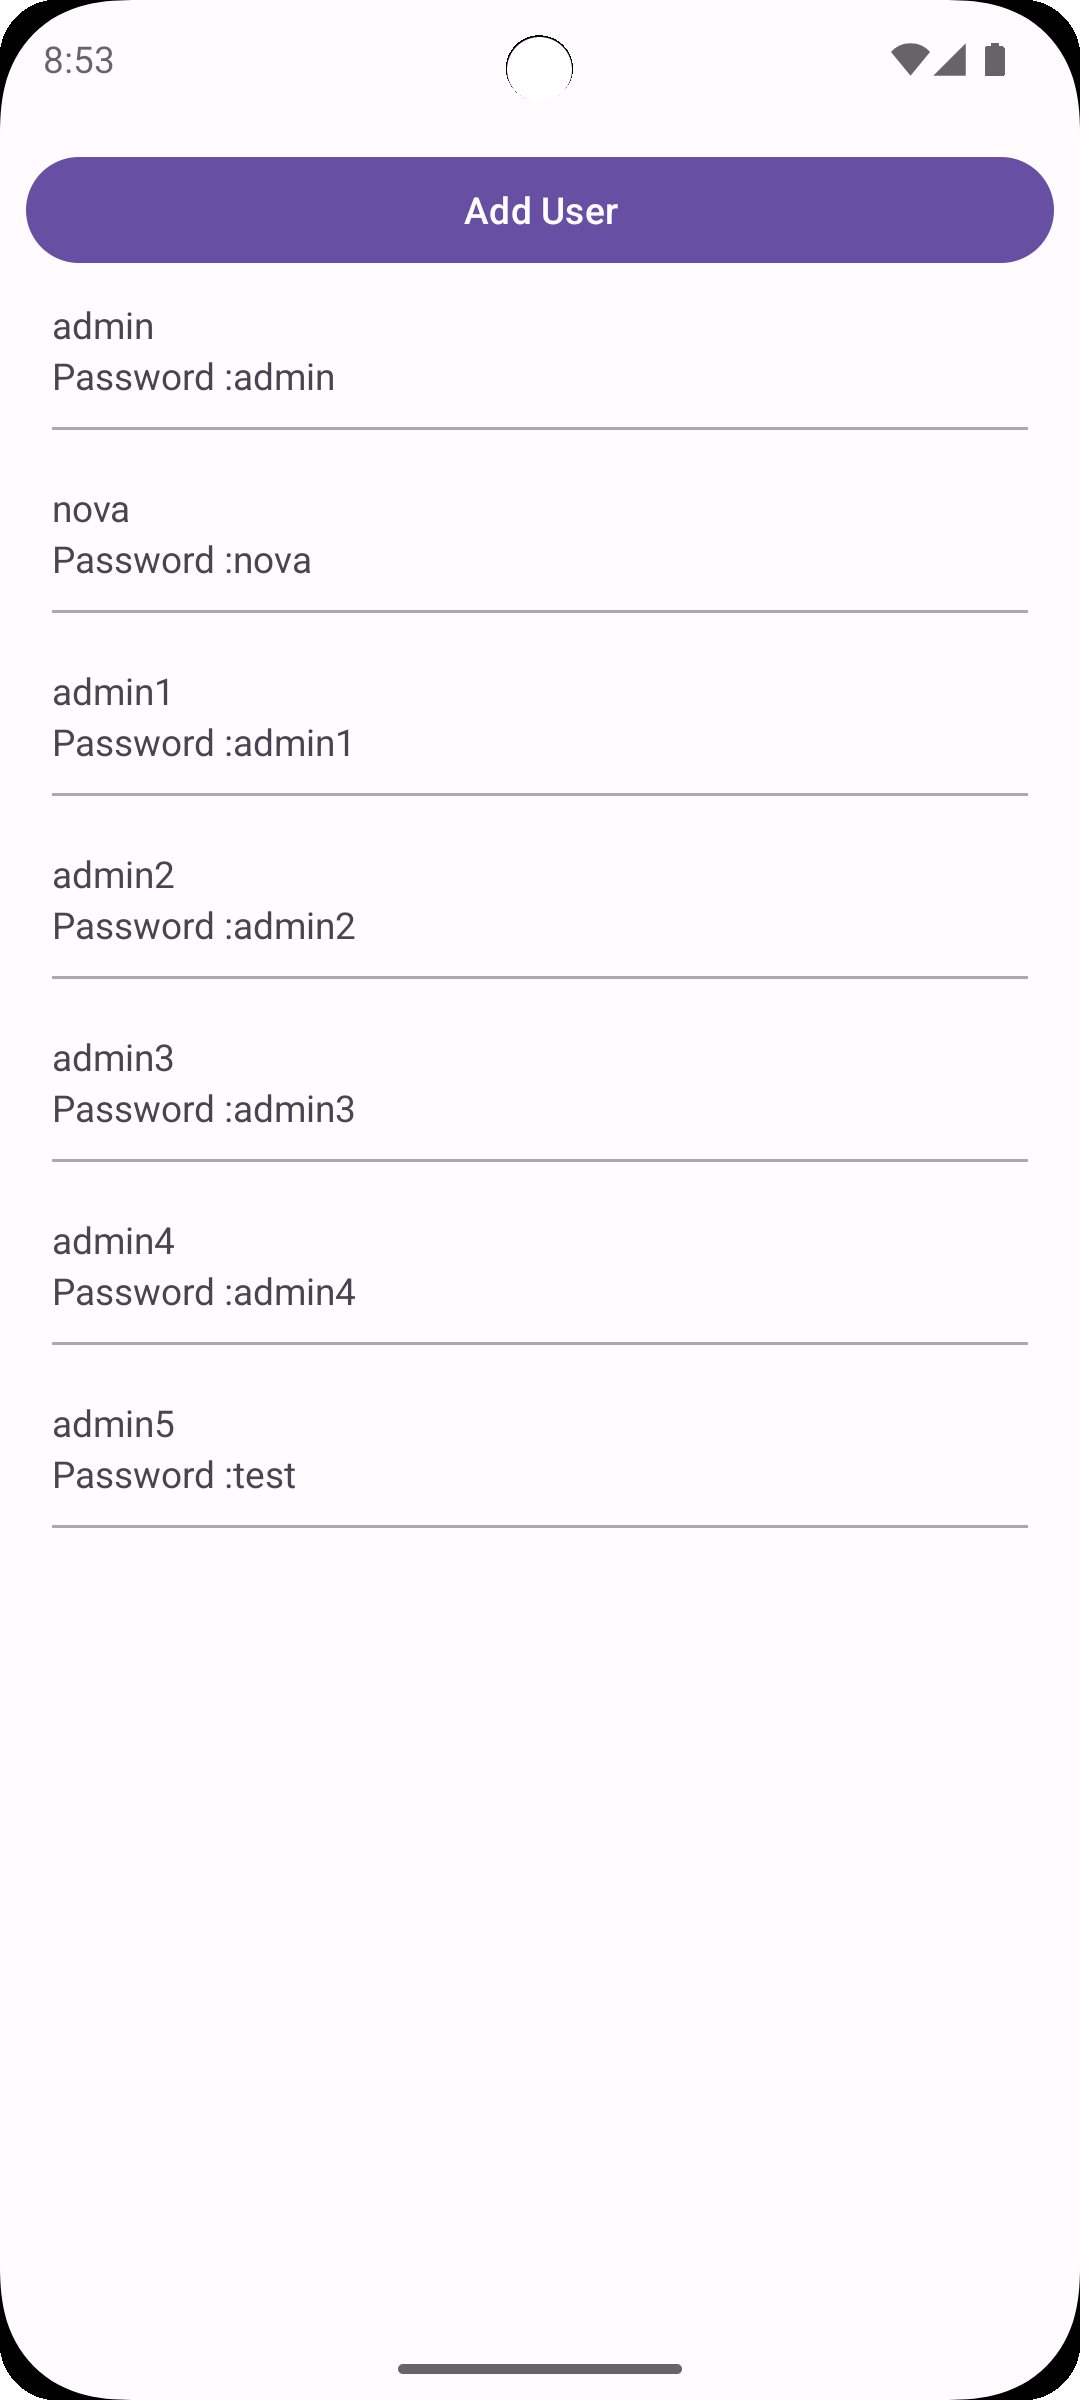 8:53
Add User
admin
Password :admin
nova
Password :nova
admin1
Password :admin1
admin2
Password :admin2
admin3
Password :admin3
admin4
Password :admin4
admin5
Password :test